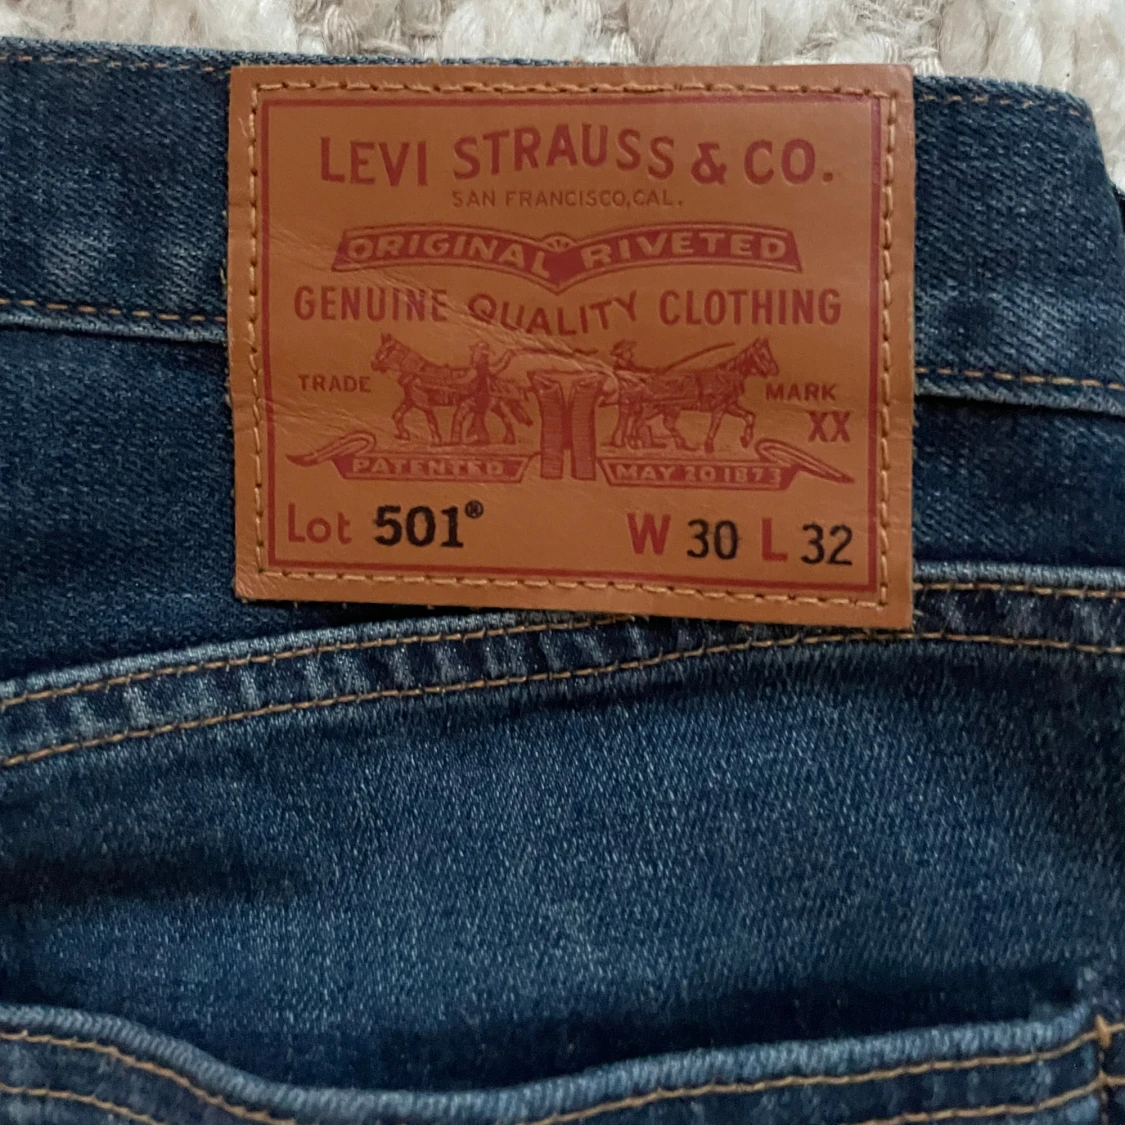 LEVI STRAUSS & CO.
SAN FRANCISCO, CAL.
ORIGINAL RIVETED
GENUINE QUALITY CLOTHING
TRADE MARK
XX
PATENTED MAY 20 1873
Lot 501® W 30 L 32